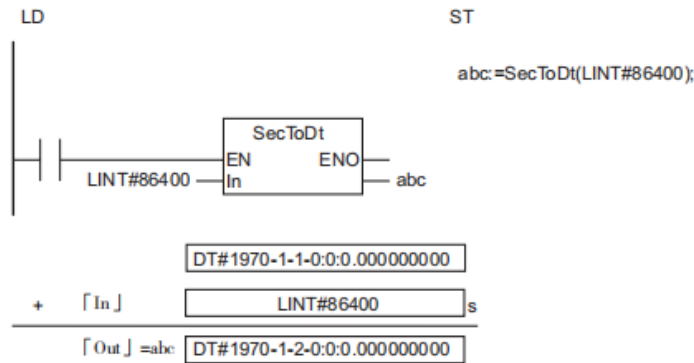 LD
ST
abc:=SecToDt(LINT#86400);
SecToDt
EN ENO
LINT#86400 In abc
DT#1970-1-1-0:0:0.000000000
+ 「In」 LINT#86400 s
「Out」=abc DT#1970-1-2-0:0:0.000000000